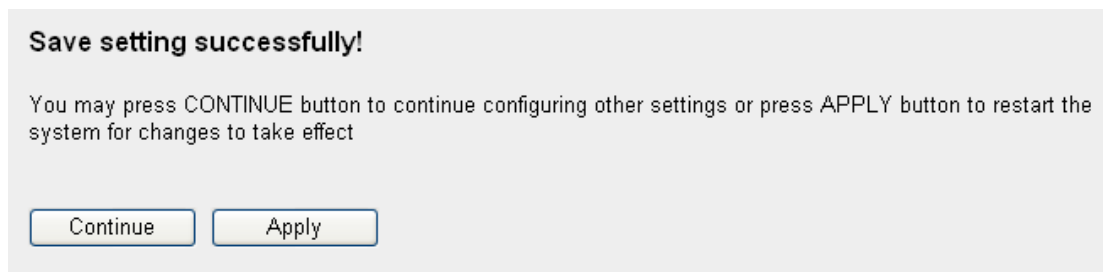 Save setting successfully!
You may press CONTINUE button to continue configuring other settings or press APPLY button to restart the
system for changes to take effect
Continue
Apply